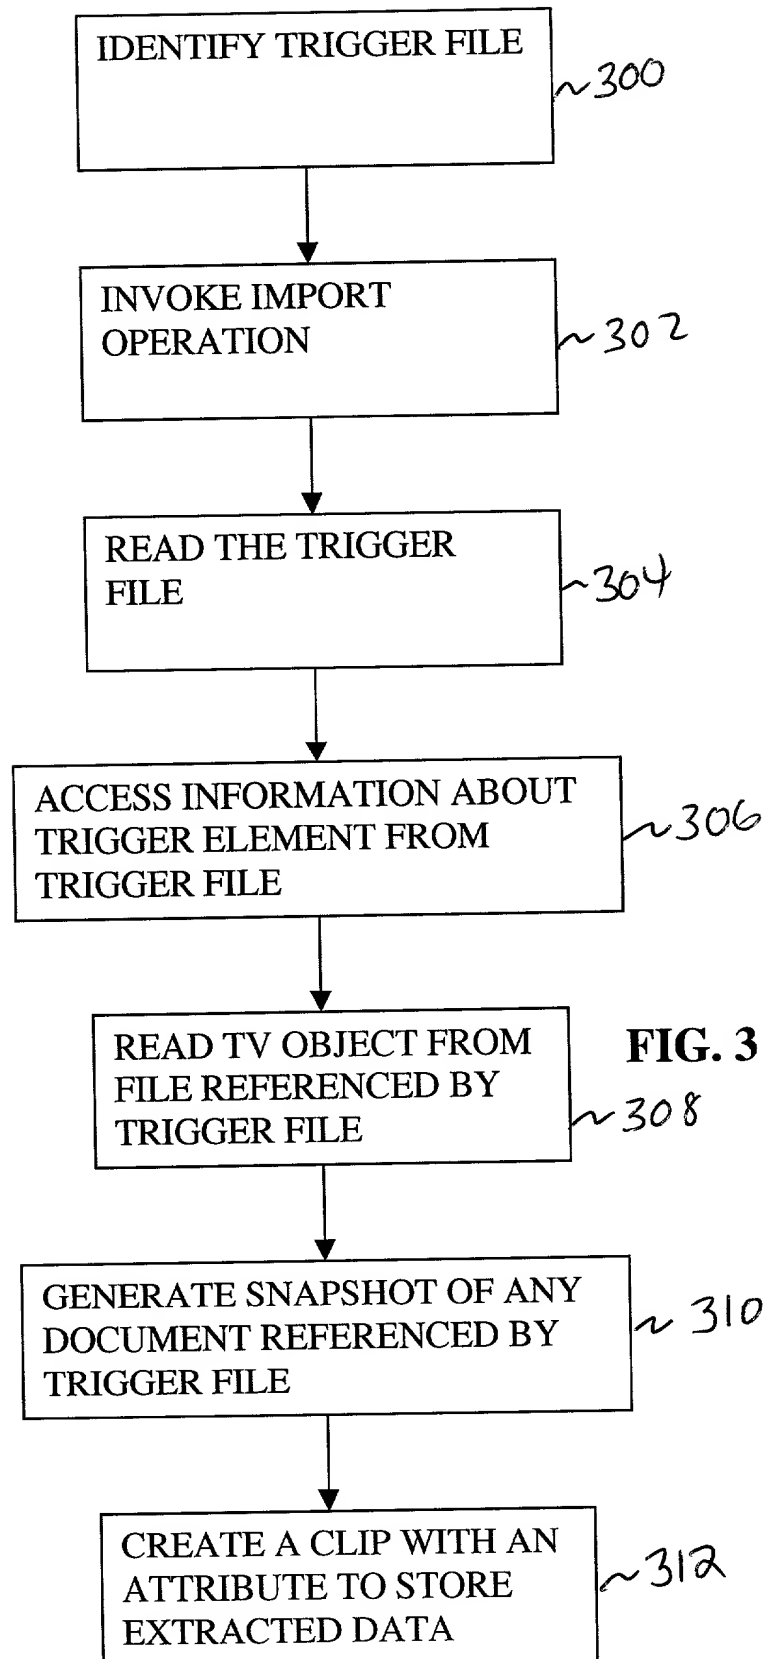 IDENTIFY TRIGGER FILE
300
INVOKE IMPORT
OPERATION
302
READ THE TRIGGER
FILE
304
ACCESS INFORMATION ABOUT
TRIGGER ELEMENT FROM
TRIGGER FILE
306
READ TV OBJECT FROM
FILE REFERENCED BY
TRIGGER FILE
FIG. 3
308
GENERATE SNAPSHOT OF ANY
DOCUMENT REFERENCED BY
TRIGGER FILE
310
CREATE A CLIP WITH AN
ATTRIBUTE TO STORE
EXTRACTED DATA
312